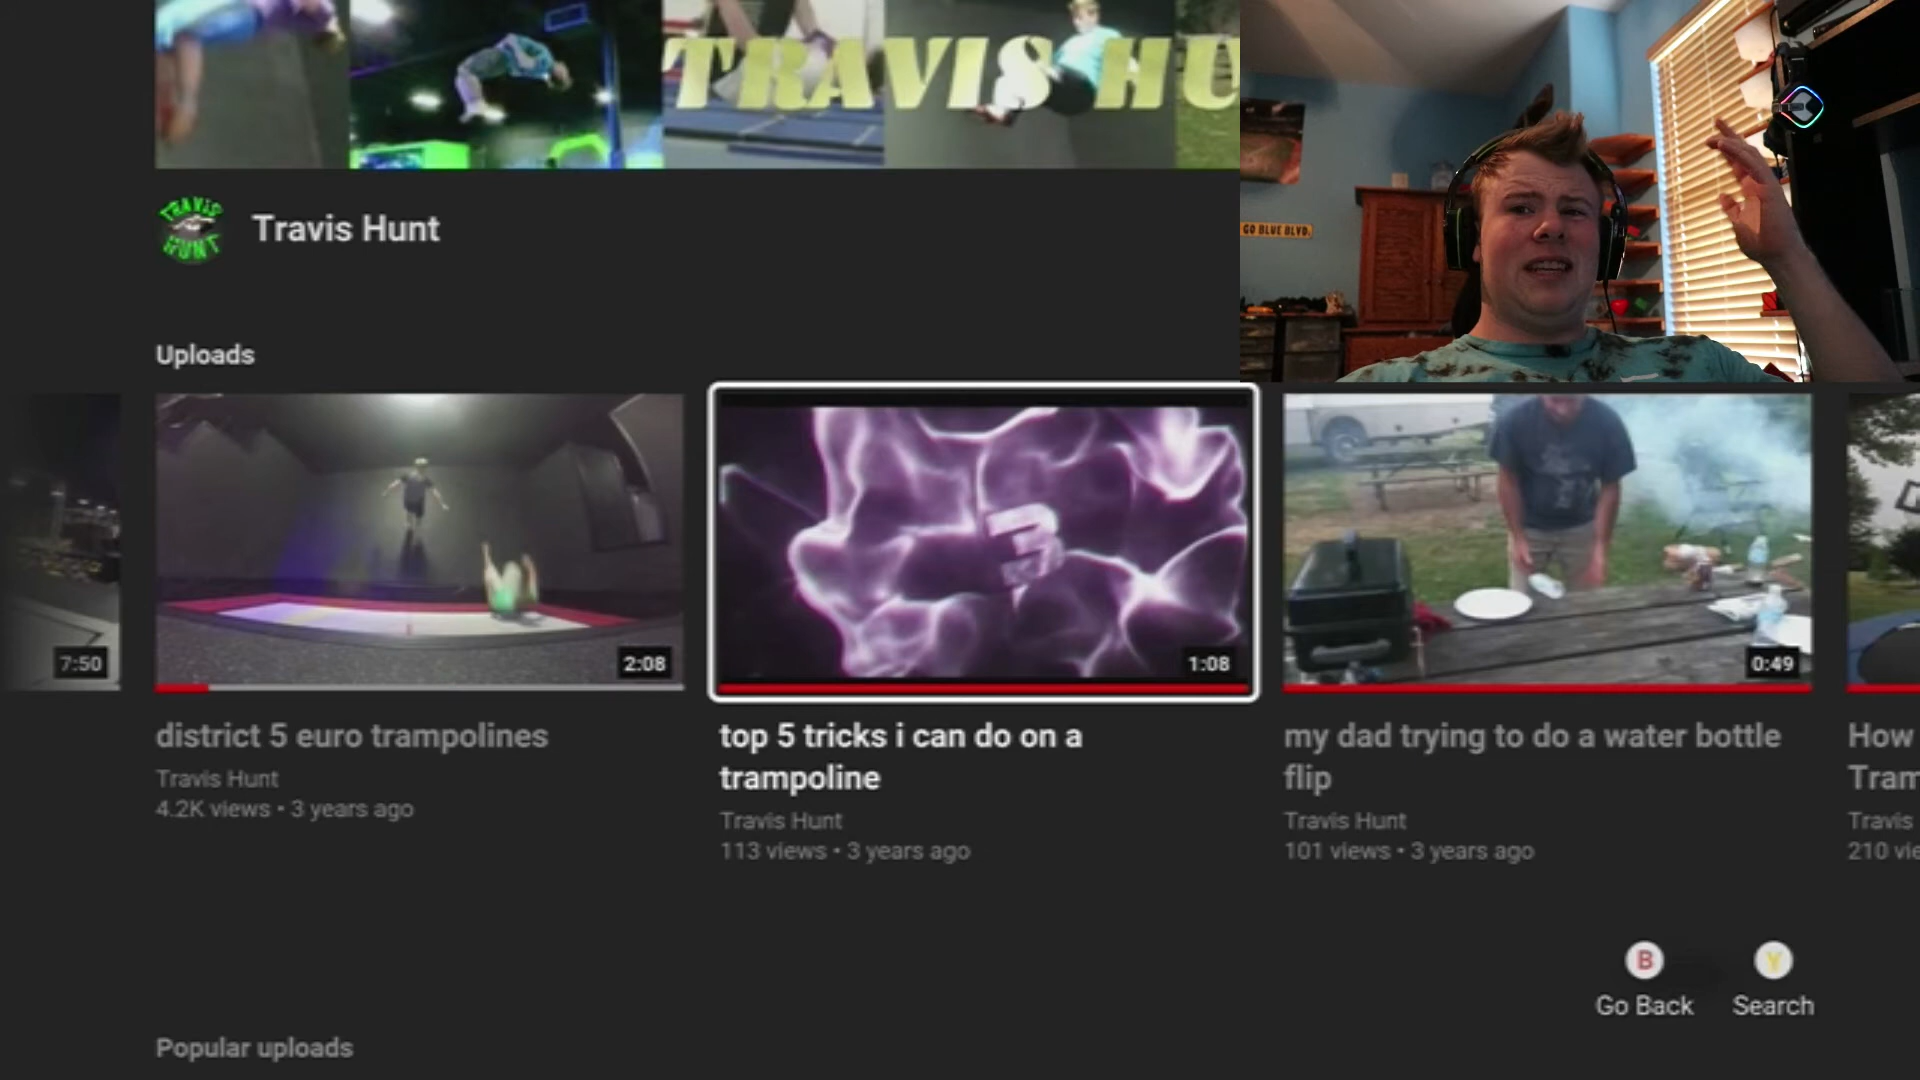 TRAVIS HU
GO BLUE BLVD.
TRAVIS
HUNT
Travis Hunt
Uploads
7:50
2:08
3
1:08
0:49
district 5 euro trampolines
Travis Hunt
4.2K views • 3 years ago
top 5 tricks i can do on a
trampoline
Travis Hunt
113 views • 3 years ago
my dad trying to do a water bottle
flip
Travis Hunt
101 views • 3 years ago
How
Tram
Travis
210 vie
B
Go Back
Y
Search
Popular uploads